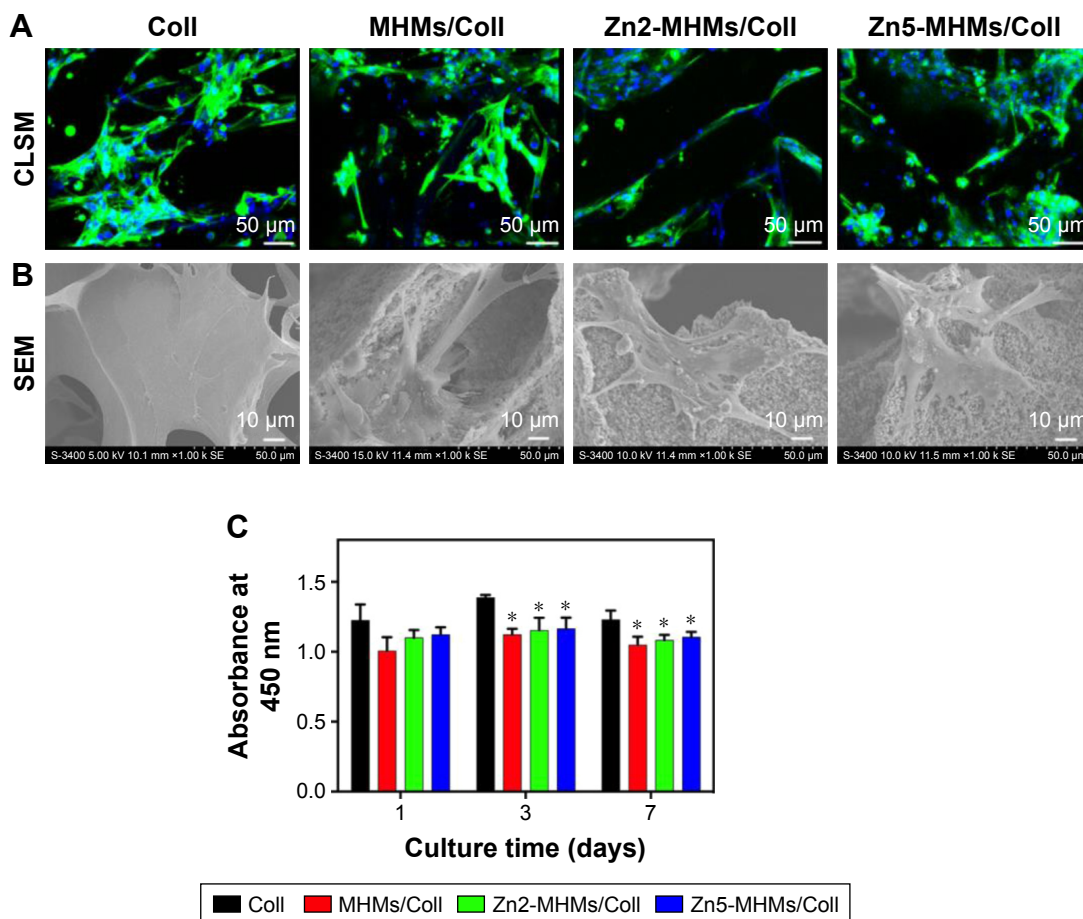 A
Coll
MHMs/Coll
Zn2-MHMs/Coll
Zn5-MHMs/Coll
CLSM
50 µm
50 µm
50 µm
50 µm
B
SEM
10 µm
10 µm
10 µm
10 µm
S-3400 5.00 kV 10.1 mm ×1.00 k SE 50.0 µm
S-3400 15.0 kV 11.4 mm ×1.00 k SE 50.0 µm
S-3400 10.0 kV 11.4 mm ×1.00 k SE 50.0 µm
S-3400 10.0 kV 11.5 mm ×1.00 k SE 50.0 µm
C
Absorbance at
450 nm
1.5
1.0
0.5
0.0
* * *
* * *
1 3 7
Culture time (days)
Coll MHMs/Coll Zn2-MHMs/Coll Zn5-MHMs/Coll